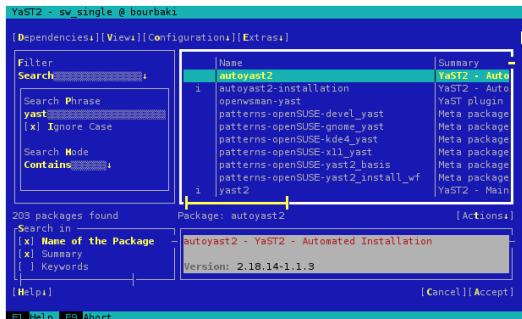 YaST2 - sw_single @ bourbaki
[Dependencies↓][View↓][Configuration↓][Extras↓]
Filter
Search↓
Search Phrase
yast
[x] Ignore Case
Search Mode
Contains↓
Name Summary
autoyast2 YaST2 - Auto
i autoyast2-installation YaST2 - Auto
openwsman-yast YaST plugin
patterns-openSUSE-devel_yast Meta package
patterns-openSUSE-gnome_yast Meta package
patterns-openSUSE-kde4_yast Meta package
patterns-openSUSE-x11_yast Meta package
patterns-openSUSE-yast2_basis Meta package
patterns-openSUSE-yast2_install_wf Meta package
i yast2 YaST2 - Main
203 packages found Package: autoyast2 [Actions↓]
Search in
[x] Name of the Package
[x] Summary
[ ] Keywords
autoyast2 - YaST2 - Automated Installation
Version: 2.18.14-1.1.3
[Help↓] [Cancel][Accept]
F1 Help F9 Abort